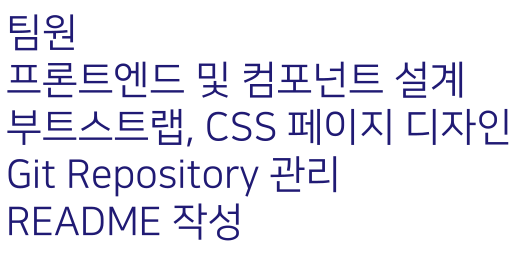 팀원
프론트엔드 및 컴포넌트 설계
부트스트랩, CSS 페이지 디자인
Git Repository 관리
README 작성